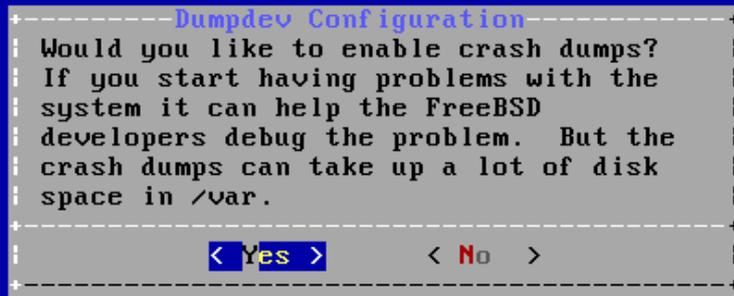 Dumpdev Configuration
Would you like to enable crash dumps?
If you start having problems with the
system it can help the FreeBSD
developers debug the problem.  But the
crash dumps can take up a lot of disk
space in /var.
< Yes >      < No  >